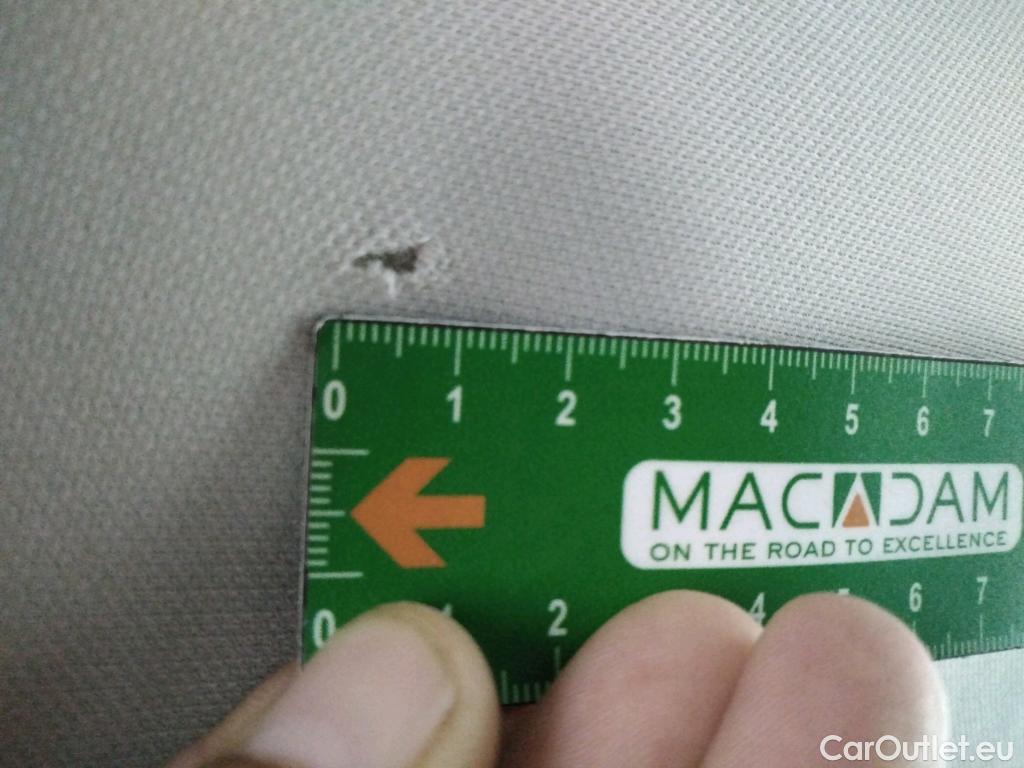 0 1 2 3 4 5 6 7
MACADAM
ON THE ROAD TO EXCELLENCE
0 2 4 6 7
CarOutlet.eu